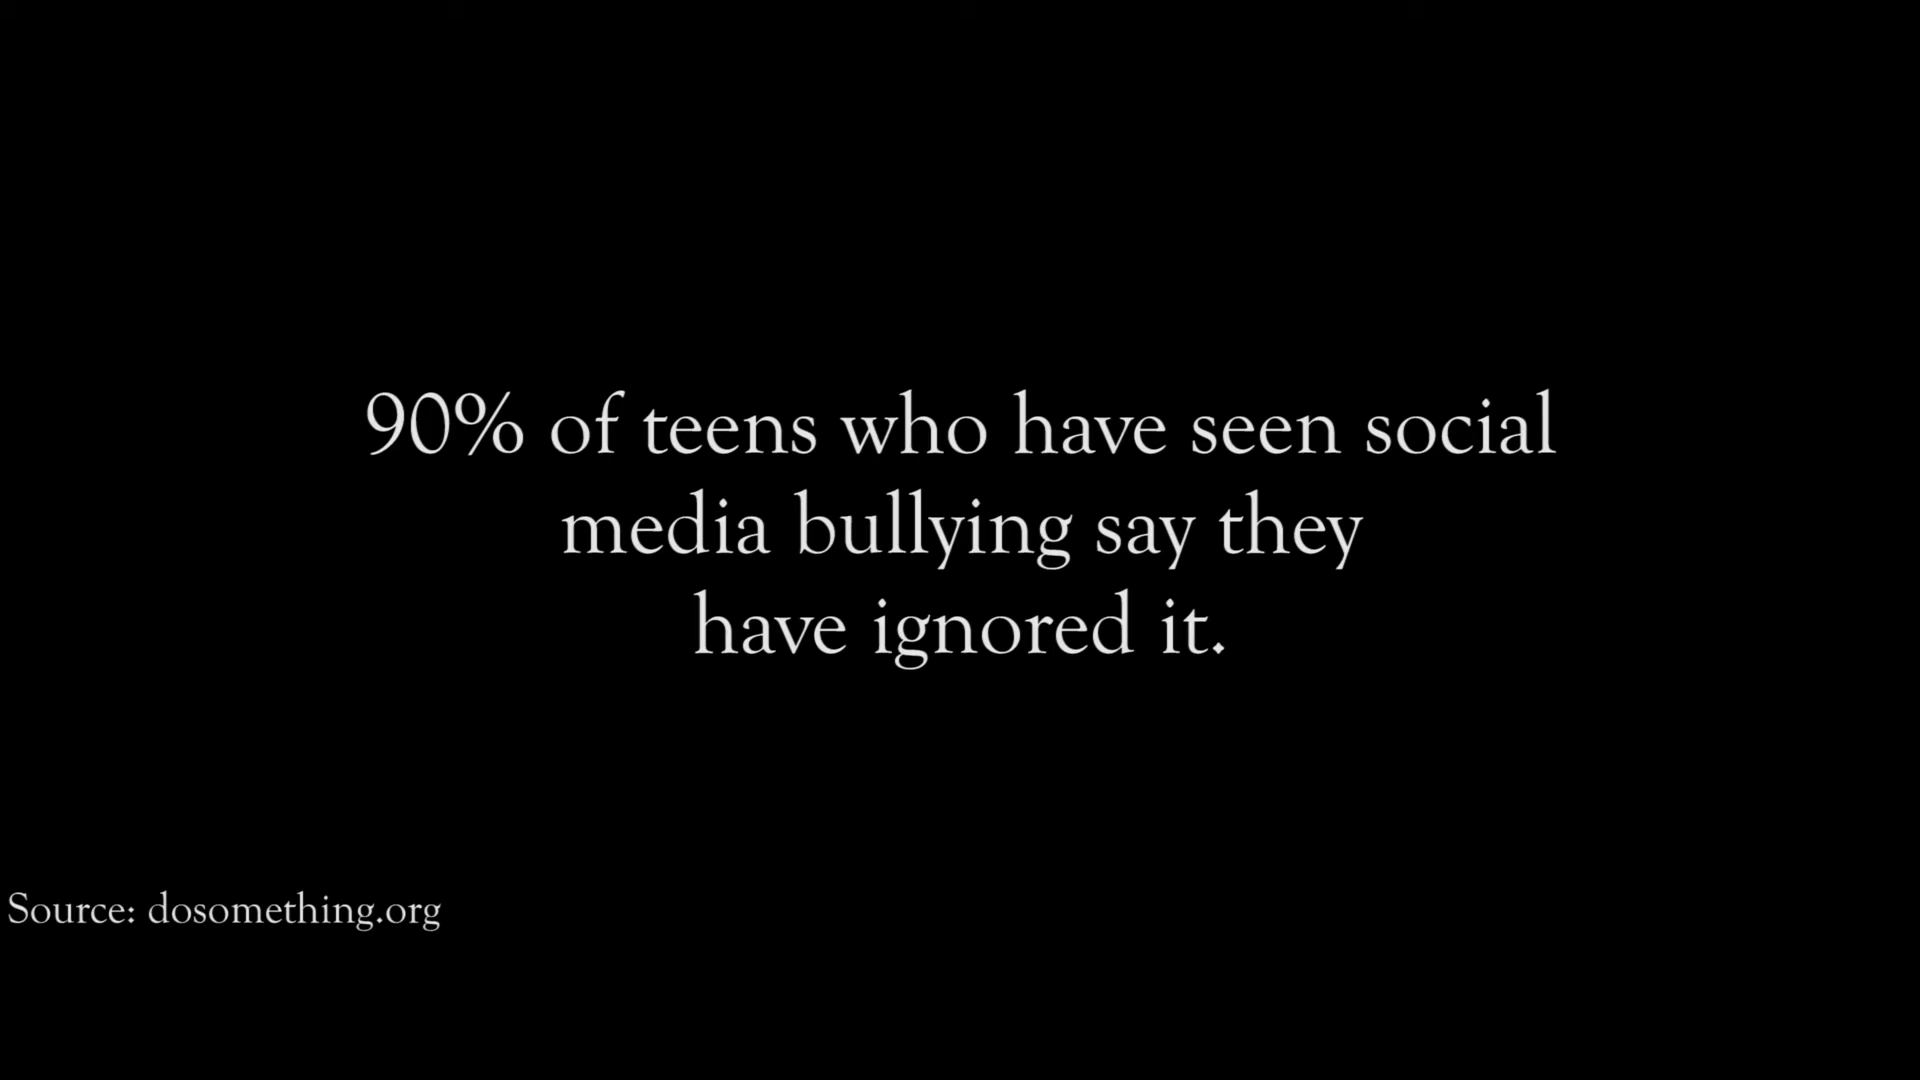 90% of teens who have seen social
media bullying say they
have ignored it.
Source: dosomething.org